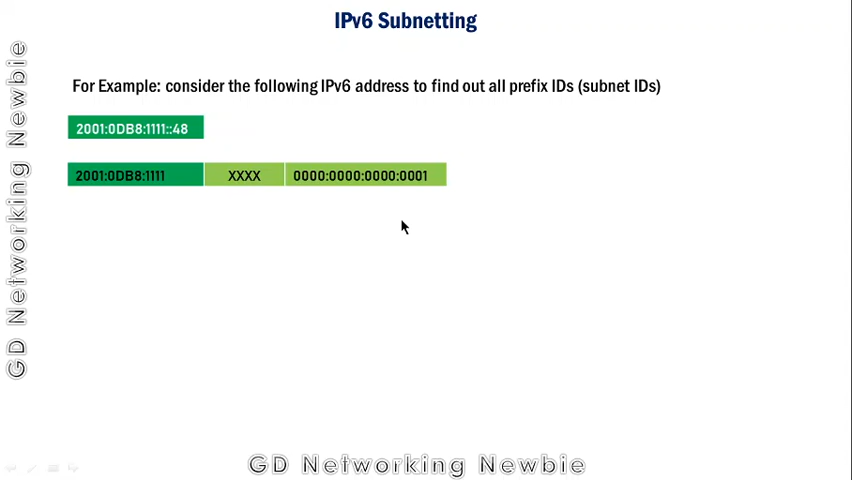 IPv6 Subnetting
For Example: consider the following IPv6 address to find out all prefix IDs (subnet IDs)
2001:0DB8:1111::48
2001:0DB8:1111 XXXX 0000:0000:0000:0001
GD Networking Newbie
GD Networking Newbie